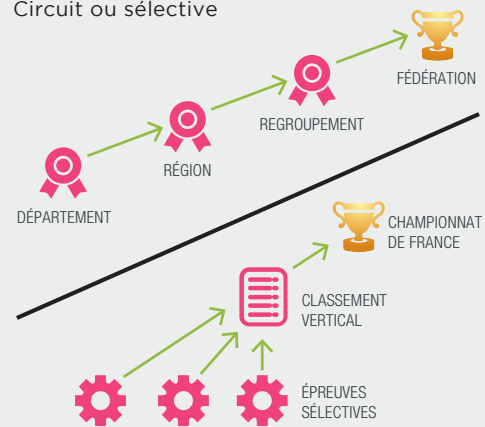 Circuit ou sélective
FÉDÉRATION
REGROUPEMENT
RÉGION
DÉPARTEMENT
CHAMPIONNAT
DE FRANCE
CLASSEMENT
VERTICAL
ÉPREUVES
SÉLECTIVES